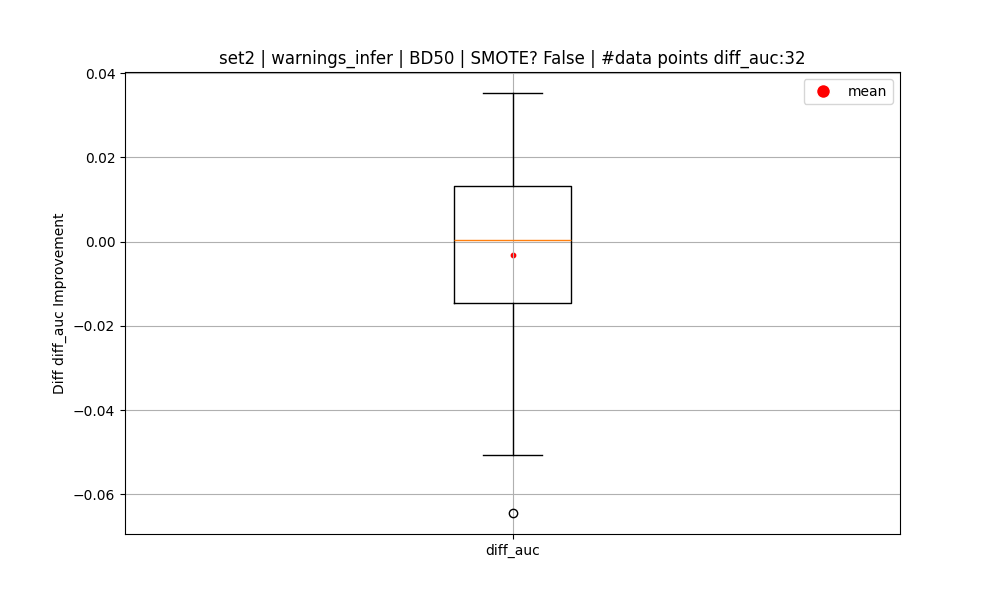 set2 | warnings_infer | BD50 | SMOTE? False | #data points diff_auc:32
mean
0.04
0.02
0.00
−0.02
−0.04
−0.06
Diff diff_auc Improvement
diff_auc